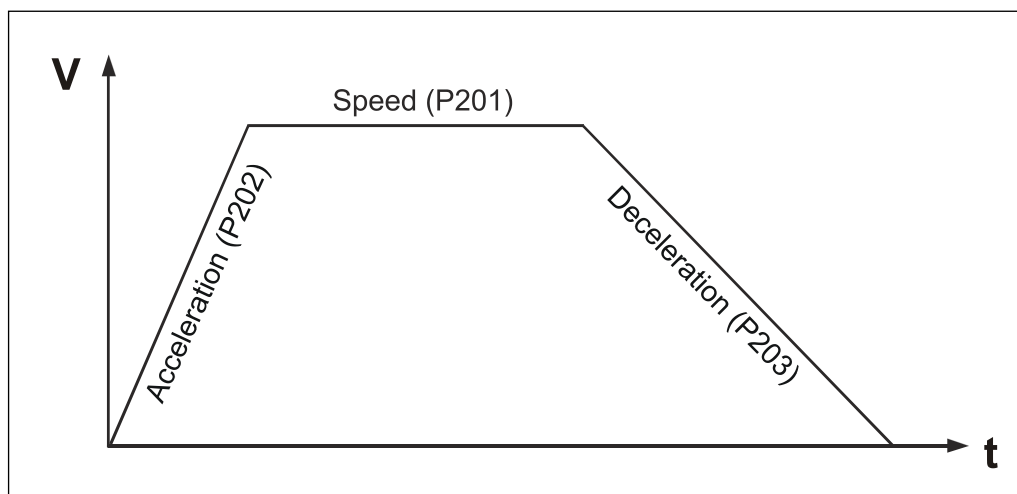 V
Speed (P201)
Acceleration (P202)
Deceleration (P203)
t